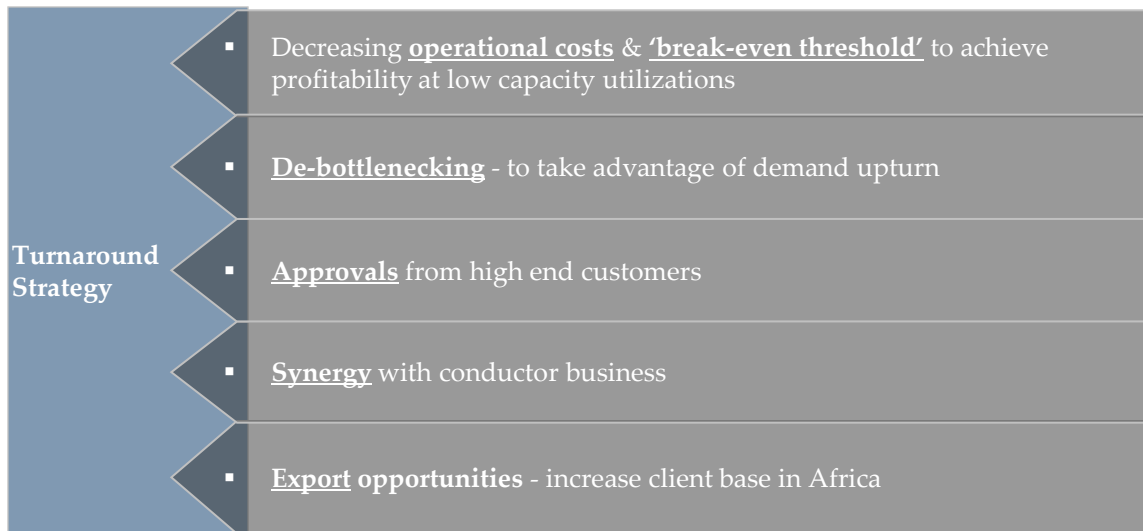 Turnaround
Strategy
▪ Decreasing operational costs & ‘break-even threshold’ to achieve
profitability at low capacity utilizations
▪ De-bottlenecking - to take advantage of demand upturn
▪ Approvals from high end customers
▪ Synergy with conductor business
▪ Export opportunities - increase client base in Africa